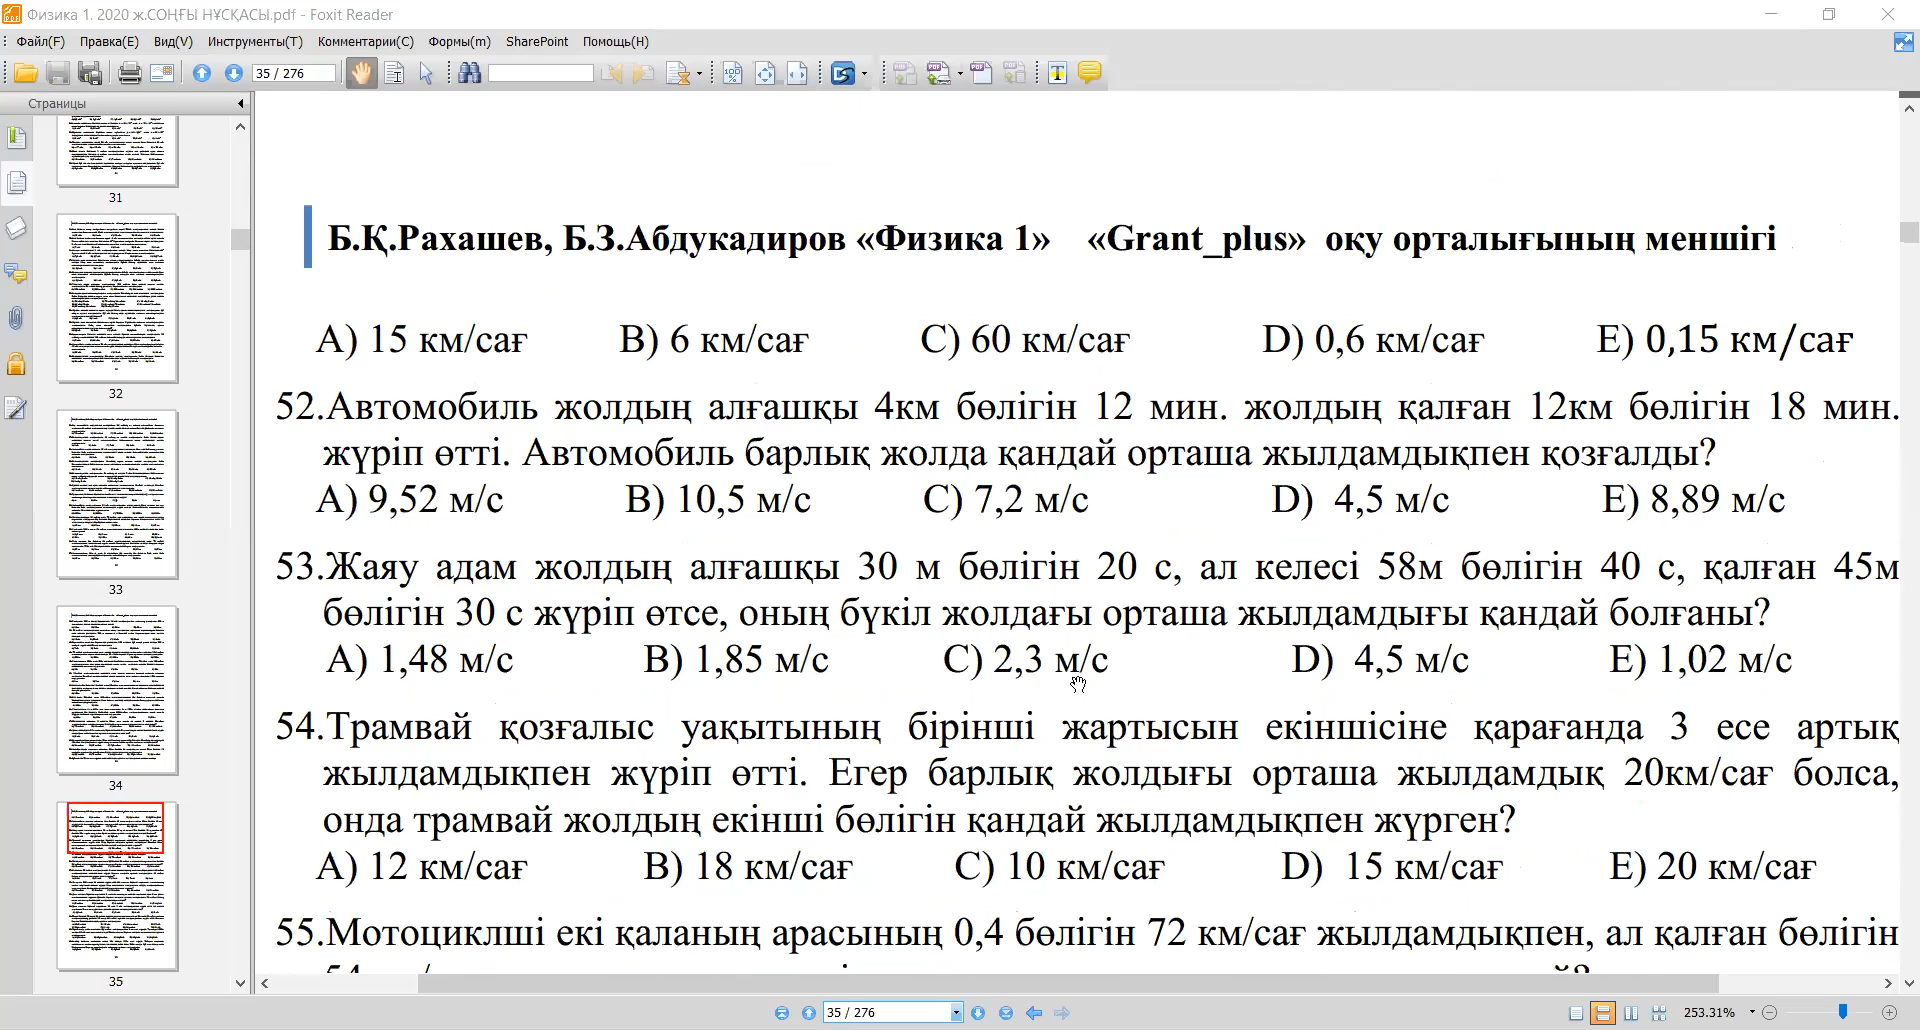 Физика 1. 2020 ж.СОҢҒЫ НҰСҚАСЫ.pdf - Foxit Reader
Файл(F) Правка(E) Вид(V) Инструменты(T) Комментарии(C) Формы(m) SharePoint Помощь(H)
35 / 276
Страницы
31
32
33
34
35
Б.Қ.Рахашев, Б.З.Абдукадиров «Физика 1» «Grant_plus» оқу орталығының меншігі
A) 15 км/сағ B) 6 км/сағ C) 60 км/сағ D) 0,6 км/сағ E) 0,15 км/сағ
52.Автомобиль жолдың алғашқы 4км бөлігін 12 мин. жолдың қалған 12км бөлігін 18 мин.
жүріп өтті. Автомобиль барлық жолда қандай орташа жылдамдықпен қозғалды?
A) 9,52 м/с B) 10,5 м/с C) 7,2 м/с D) 4,5 м/с E) 8,89 м/с
53.Жаяу адам жолдың алғашқы 30 м бөлігін 20 с, ал келесі 58м бөлігін 40 с, қалған 45м
бөлігін 30 с жүріп өтсе, оның бүкіл жолдағы орташа жылдамдығы қандай болғаны?
A) 1,48 м/с B) 1,85 м/с C) 2,3 м/с D) 4,5 м/с E) 1,02 м/с
54.Трамвай қозғалыс уақытының бірінші жартысын екіншісіне қарағанда 3 есе артық
жылдамдықпен жүріп өтті. Егер барлық жолдығы орташа жылдамдық 20км/сағ болса,
онда трамвай жолдың екінші бөлігін қандай жылдамдықпен жүрген?
A) 12 км/сағ B) 18 км/сағ C) 10 км/сағ D) 15 км/сағ E) 20 км/сағ
55.Мотоциклші екі қаланың арасының 0,4 бөлігін 72 км/сағ жылдамдықпен, ал қалған бөлігін
35 / 276
253.31%